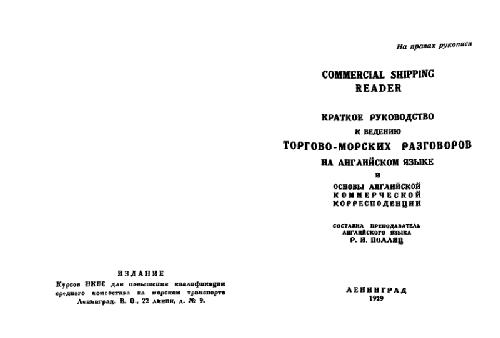 На правах рукописи
COMMERCIAL SHIPPING
READER
КРАТКОЕ РУКОВОДСТВО
К ВЕДЕНИЮ
ТОРГОВО-МОРСКИХ РАЗГОВОРОВ
НА АНГЛИЙСКОМ ЯЗЫКЕ
И
ОСНОВЫ АНГЛИЙСКОЙ
КОММЕРЧЕСКОЙ
КОРРЕСПОНДЕНЦИИ
СОСТАВИЛ ПРЕПОДАВАТЕЛЬ
АНГЛИЙСКОГО ЯЗЫКА
Р. И. ПОЛЛЯЦ
ЛЕНИНГРАД
1929
ИЗДАНИЕ
Курсов НКПС для повышения квалификации
среднего комсостава на морском транспорте
Ленинград, В. О., 22 линия, д. № 9.